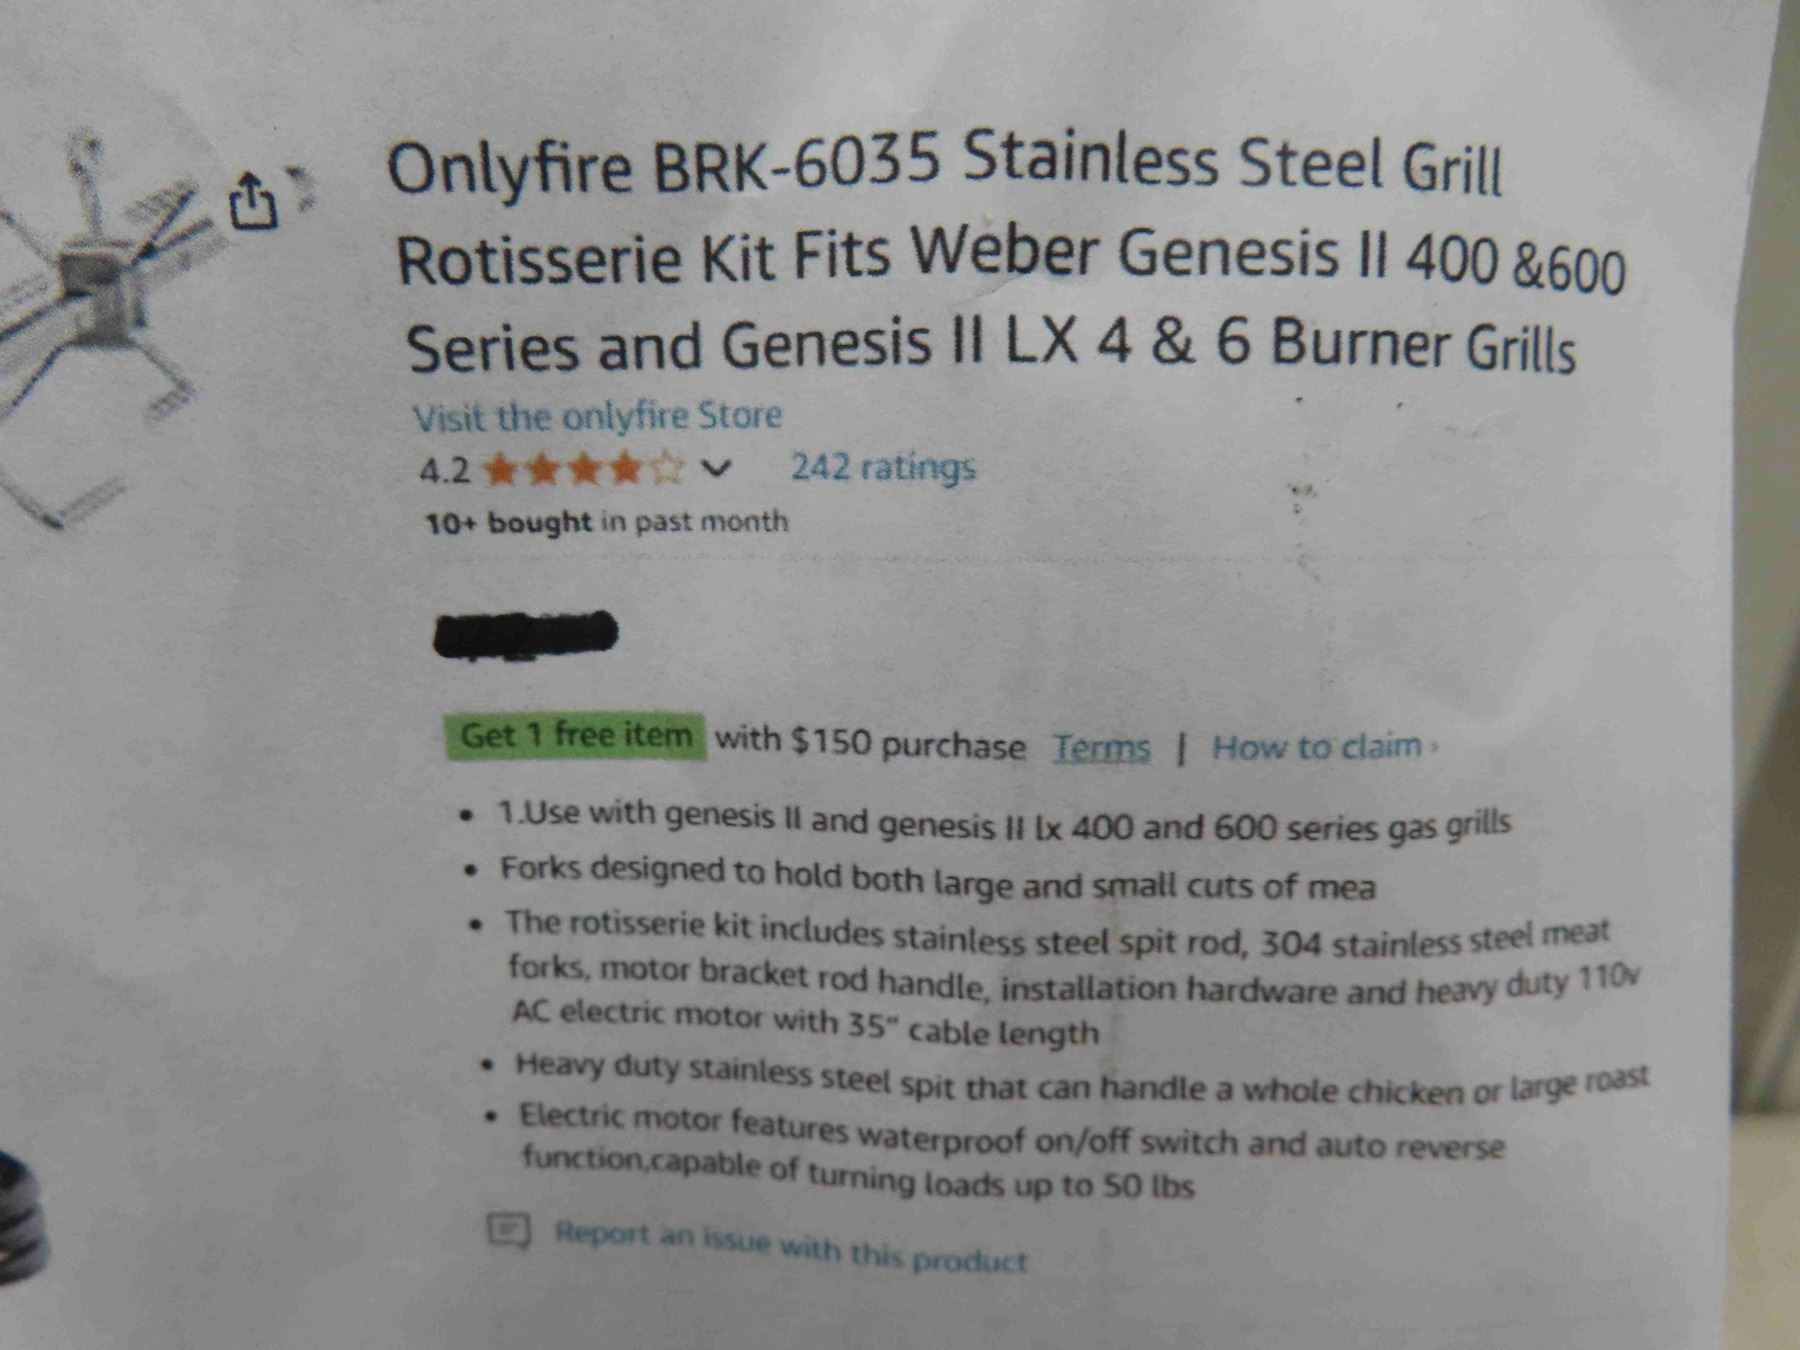 Onlyfire BRK-6035 Stainless Steel Grill
Rotisserie Kit Fits Weber Genesis II 400 &600
Series and Genesis II LX 4 & 6 Burner Grills
Visit the onlyfire Store
4.2 242 ratings
10+ bought in past month
Get 1 free item with $150 purchase Terms | How to claim ›
• 1.Use with genesis II and genesis II lx 400 and 600 series gas grills
• Forks designed to hold both large and small cuts of mea
• The rotisserie kit includes stainless steel spit rod, 304 stainless steel meat
forks, motor bracket rod handle, installation hardware and heavy duty 110v
AC electric motor with 35" cable length
• Heavy duty stainless steel spit that can handle a whole chicken or large roast
• Electric motor features waterproof on/off switch and auto reverse
function,capable of turning loads up to 50 lbs
Report an issue with this product